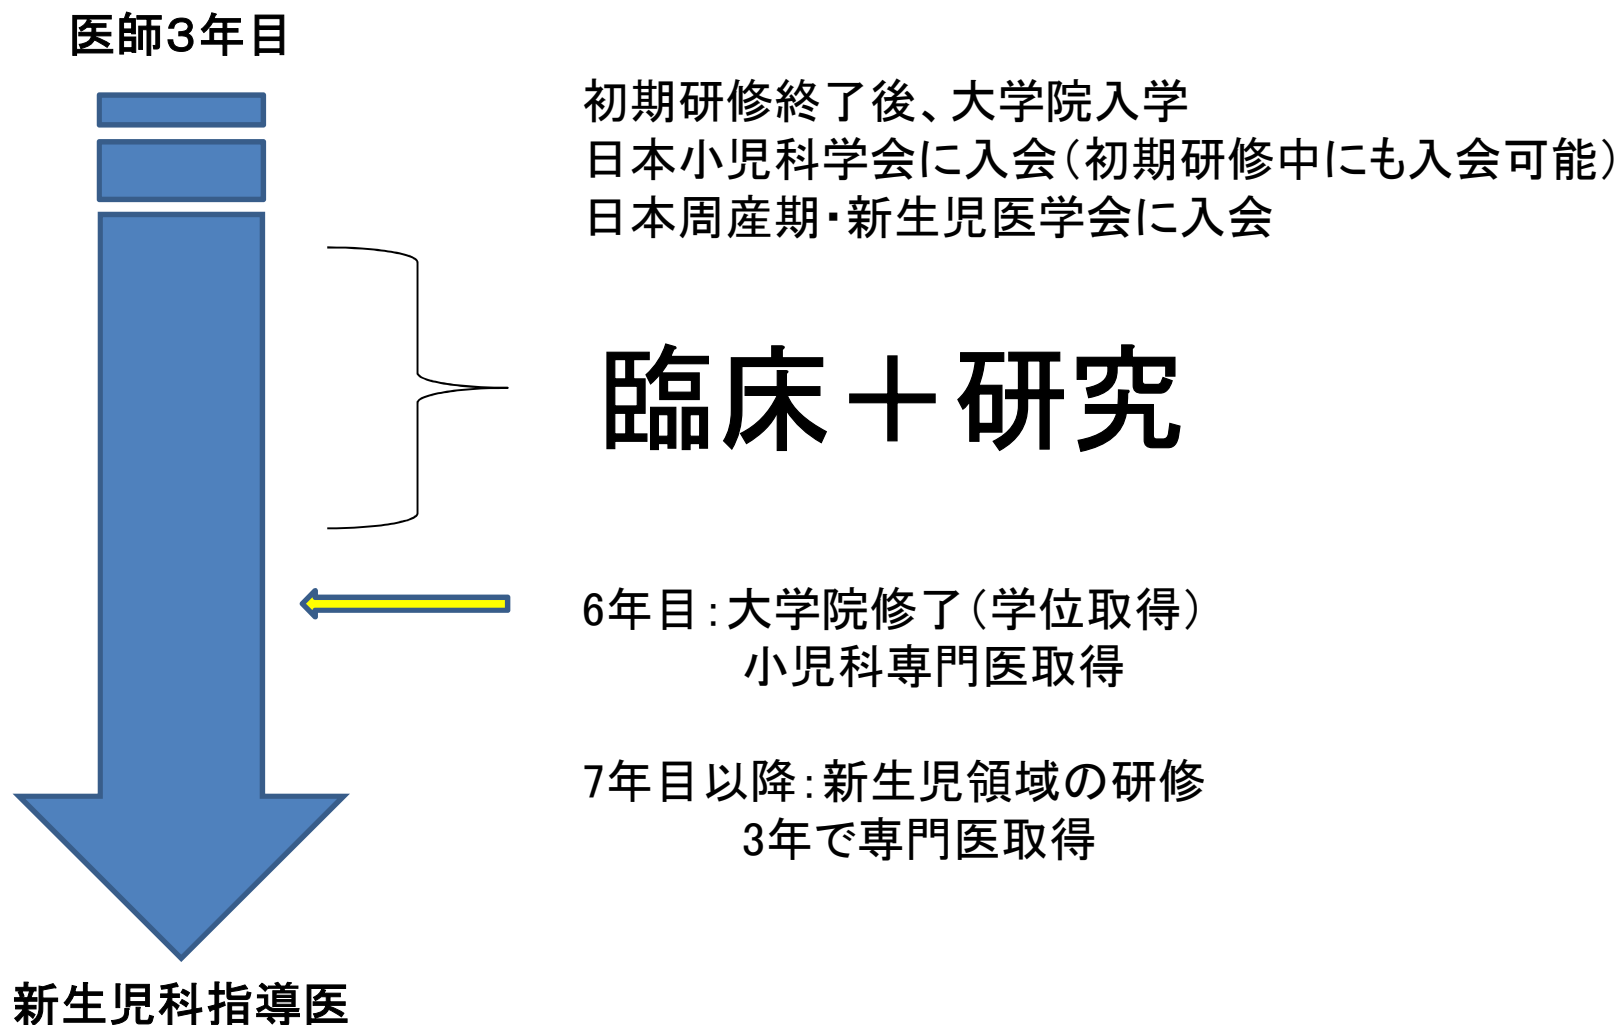 医師３年目
初期研修終了後、大学院入学
日本小児科学会に入会（初期研修中にも入会可能）
日本周産期・新生児医学会に入会
臨床＋研究
6年目：大学院修了（学位取得）
小児科専門医取得
7年目以降：新生児領域の研修
3年で専門医取得
新生児科指導医